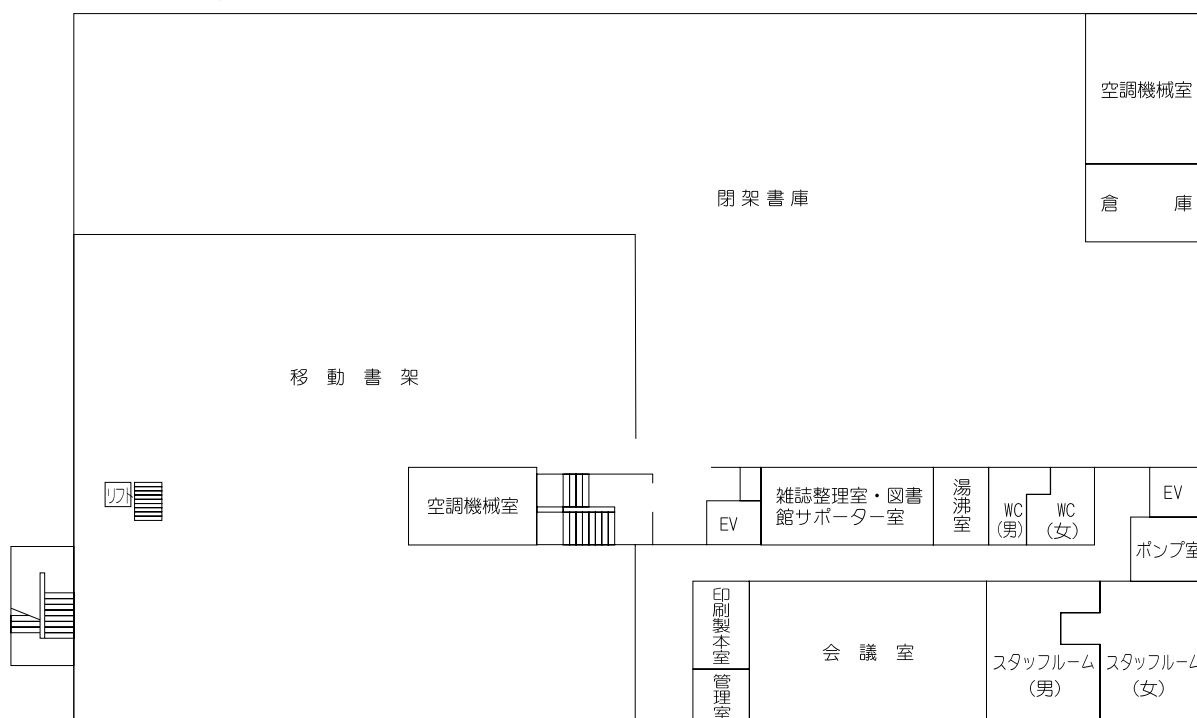 空調機械室
閉架書庫
倉　　庫
移動書架
リフト
空調機械室
EV
雑誌整理室・図書
館サポーター室
湯沸室
WC
(男)
WC
(女)
EV
ポンプ室
印刷製本室
管理室
会議室
スタッフルーム
(男)
スタッフルーム
(女)